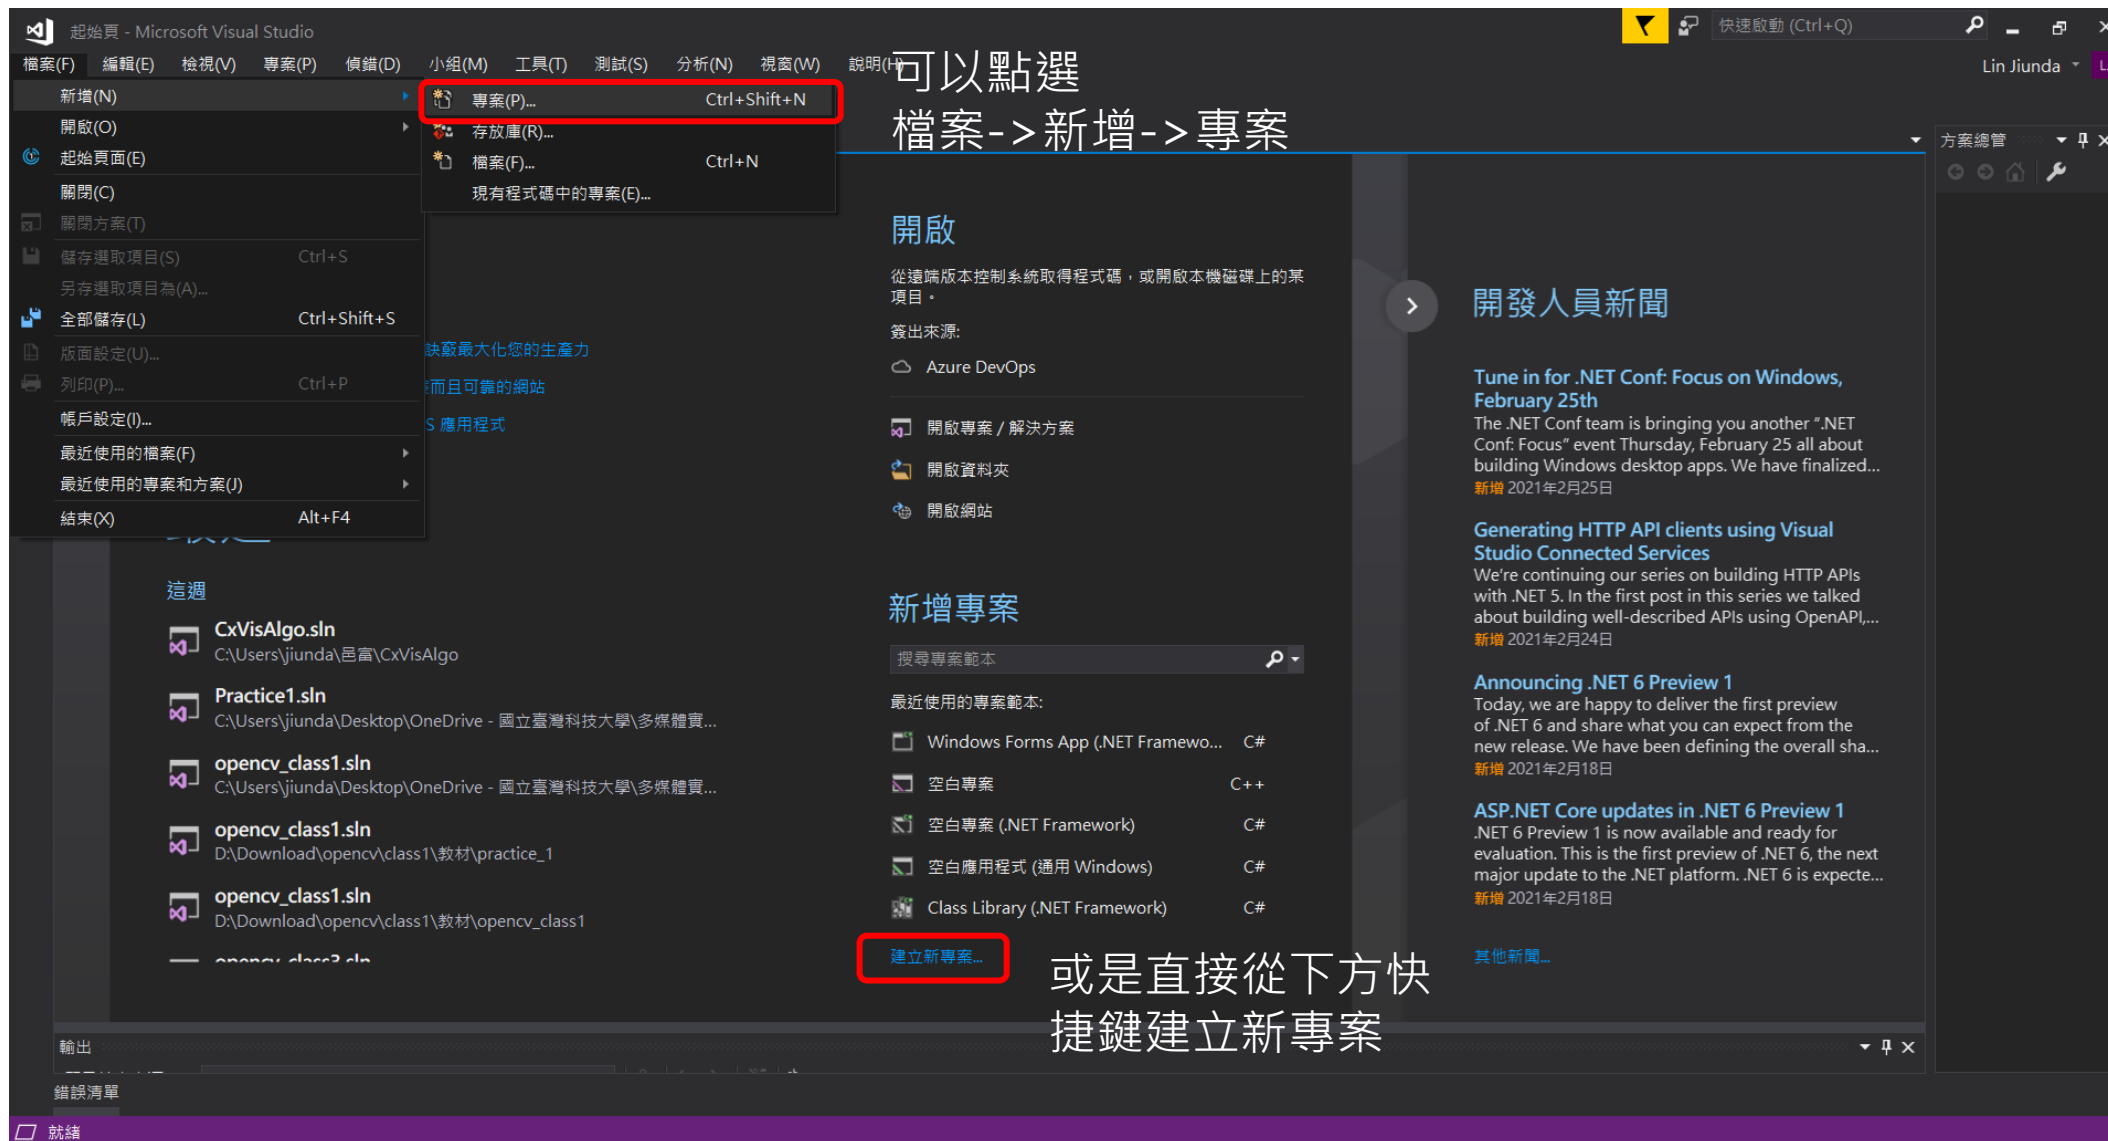 起始頁 - Microsoft Visual Studio
快速啟動 (Ctrl+Q)
檔案(F) 編輯(E) 檢視(V) 專案(P) 偵錯(D) 小組(M) 工具(T) 測試(S) 分析(N) 視窗(W) 說明(H)
Lin Jiunda
可以點選
檔案->新增->專案
新增(N)
開啟(O)
起始頁面(E)
關閉(C)
關閉方案(T)
儲存選取項目(S) Ctrl+S
另存選取項目為(A)...
全部儲存(L) Ctrl+Shift+S
版面設定(U)...
列印(P)... Ctrl+P
帳戶設定(I)...
最近使用的檔案(F)
最近使用的專案和方案(J)
結束(X) Alt+F4
專案(P)... Ctrl+Shift+N
存放庫(R)...
檔案(F)... Ctrl+N
現有程式碼中的專案(E)...
訣竅最大化您的生產力
而且可靠的網站
S 應用程式
這週
CxVisAlgo.sln
C:\Users\jiunda\邑富\CxVisAlgo
Practice1.sln
C:\Users\jiunda\Desktop\OneDrive - 國立臺灣科技大學\多媒體實...
opencv_class1.sln
C:\Users\jiunda\Desktop\OneDrive - 國立臺灣科技大學\多媒體實...
opencv_class1.sln
D:\Download\opencv\class1\教材\practice_1
opencv_class1.sln
D:\Download\opencv\class1\教材\opencv_class1
opencv_class3.sln
開啟
從遠端版本控制系統取得程式碼，或開啟本機磁碟上的某
項目。
簽出來源:
Azure DevOps
開啟專案 / 解決方案
開啟資料夾
開啟網站
新增專案
搜尋專案範本
最近使用的專案範本:
Windows Forms App (.NET Framewo... C#
空白專案 C++
空白專案 (.NET Framework) C#
空白應用程式 (通用 Windows) C#
Class Library (.NET Framework) C#
建立新專案...
或是直接從下方快
捷鍵建立新專案
開發人員新聞
Tune in for .NET Conf: Focus on Windows,
February 25th
The .NET Conf team is bringing you another ".NET
Conf: Focus" event Thursday, February 25 all about
building Windows desktop apps. We have finalized...
新增 2021年2月25日
Generating HTTP API clients using Visual
Studio Connected Services
We're continuing our series on building HTTP APIs
with .NET 5. In the first post in this series we talked
about building well-described APIs using OpenAPI,...
新增 2021年2月24日
Announcing .NET 6 Preview 1
Today, we are happy to deliver the first preview
of .NET 6 and share what you can expect from the
new release. We have been defining the overall sha...
新增 2021年2月18日
ASP.NET Core updates in .NET 6 Preview 1
.NET 6 Preview 1 is now available and ready for
evaluation. This is the first preview of .NET 6, the next
major update to the .NET platform. .NET 6 is expecte...
新增 2021年2月18日
其他新聞...
方案總管
輸出
錯誤清單
就緒